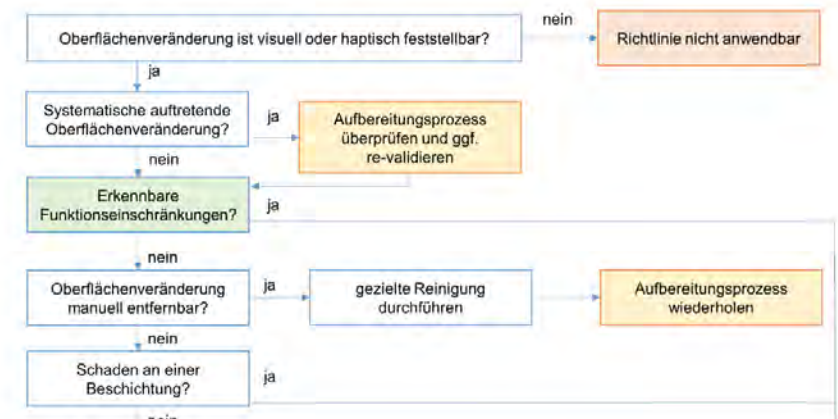 nein
Oberflächenveränderung ist visuell oder haptisch feststellbar?
Richtlinie nicht anwendbar
ja
Systematische auftretende
Oberflächenveränderung?
ja
Aufbereitungsprozess
überprüfen und ggf.
re-validieren
nein
Erkennbare
Funktionseinschränkungen?
ja
nein
Oberflächenveränderung
manuell entfernbar?
ja
gezielte Reinigung
durchführen
Aufbereitungsprozess
wiederholen
nein
Schaden an einer
Beschichtung?
ja
nein